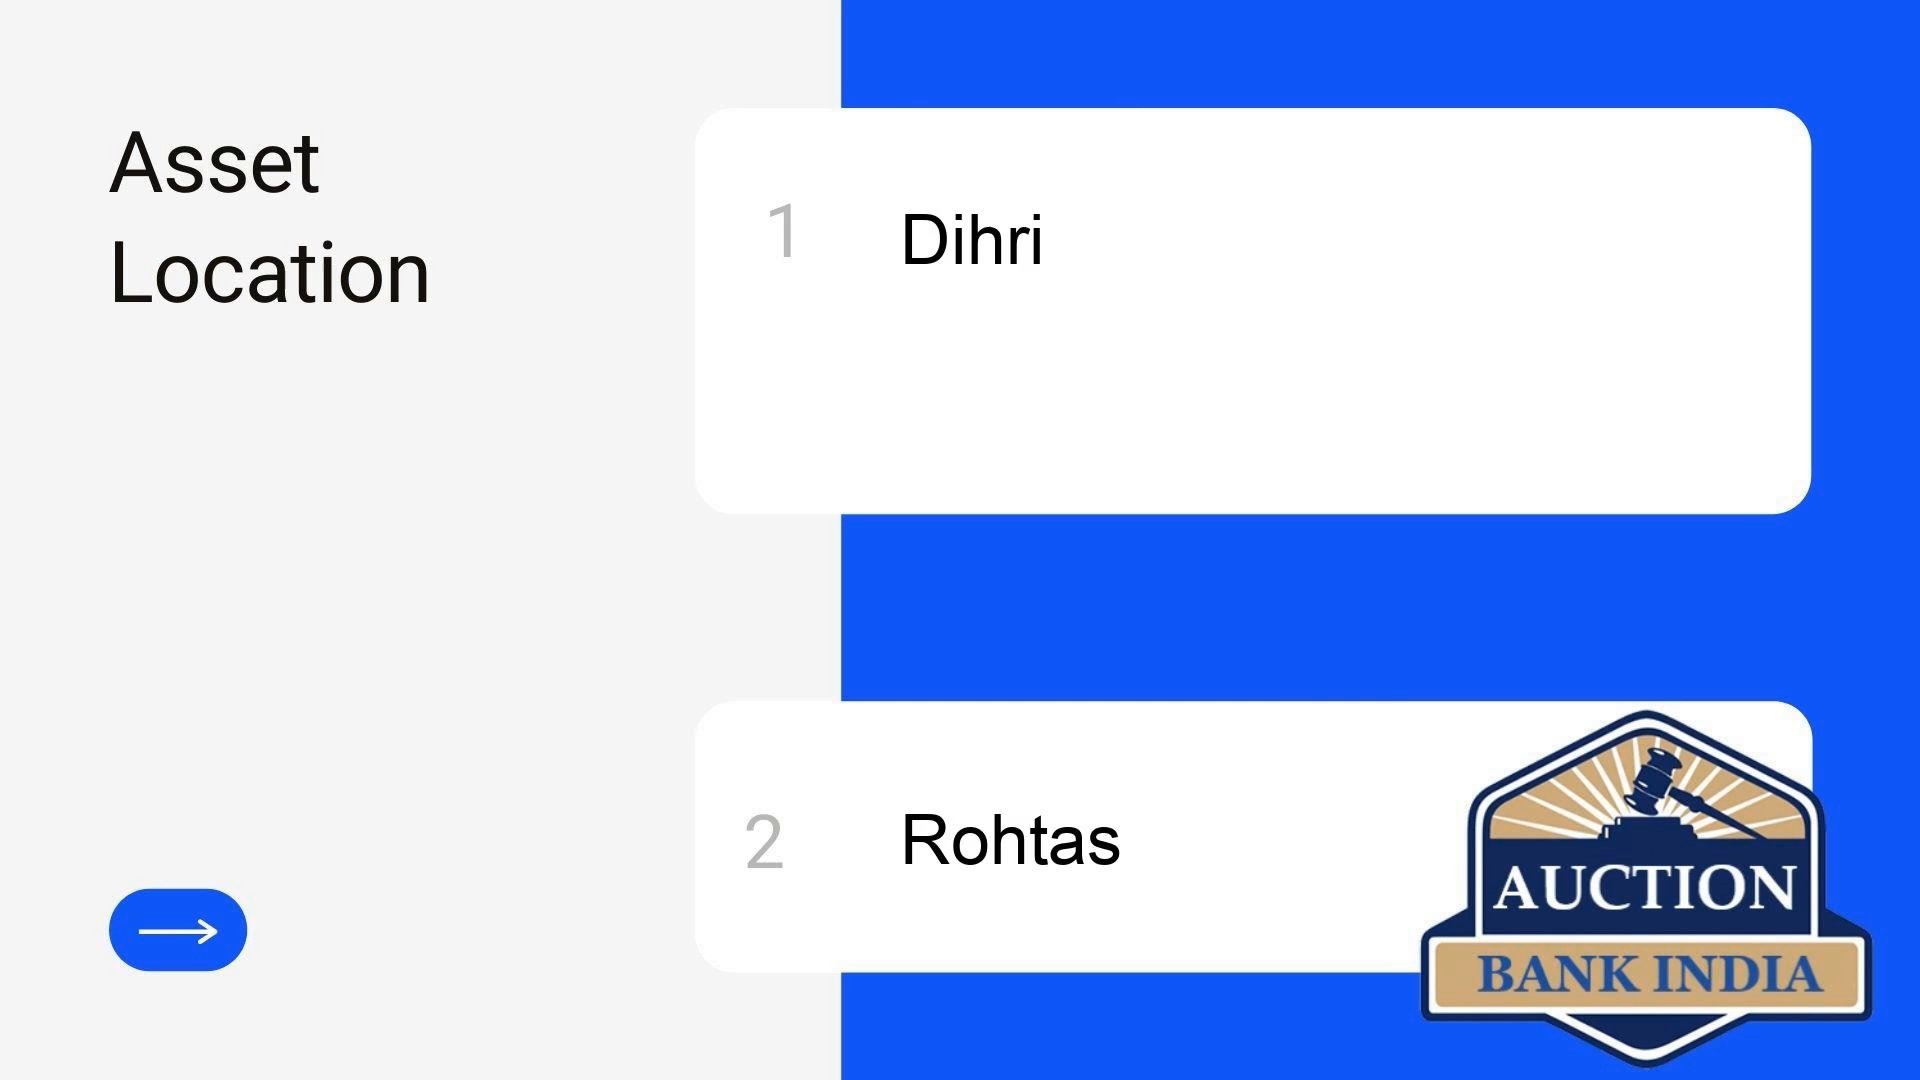 Asset
Location
1
Dihri
2
Rohtas
AUCTION
BANK INDIA